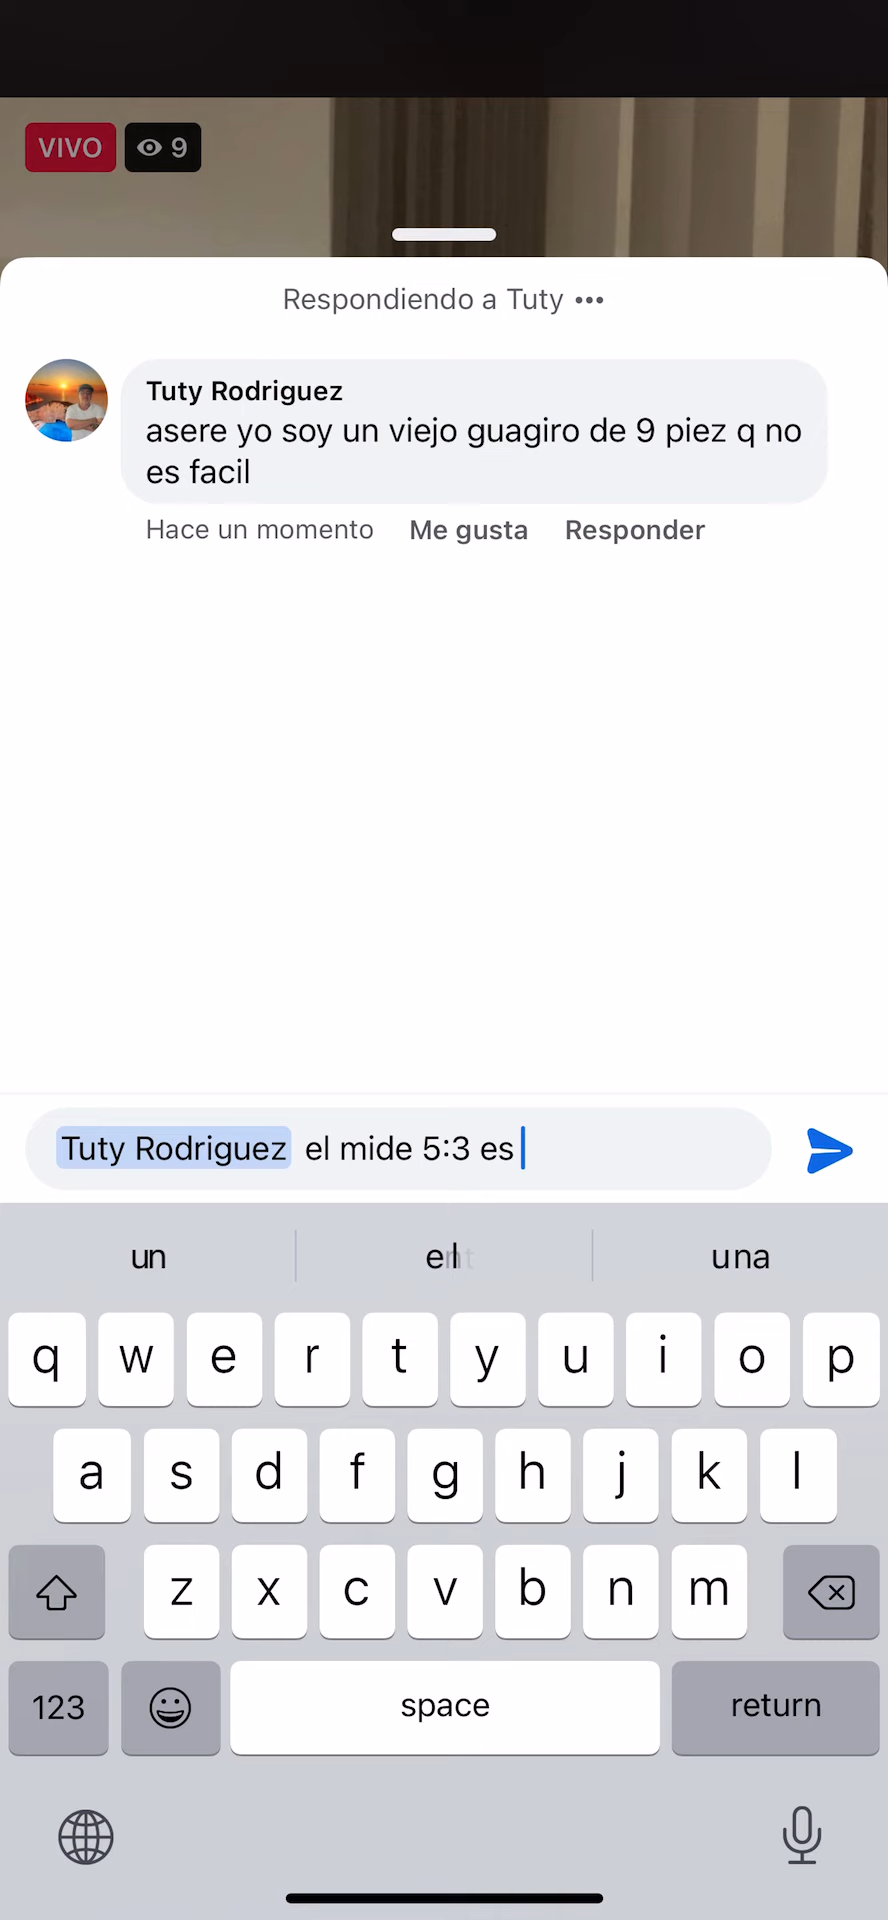 VIVO 9
Respondiendo a Tuty •••
Tuty Rodriguez
asere yo soy un viejo guagiro de 9 piez q no
es facil
Hace un momento Me gusta Responder
Tuty Rodriguez el mide 5:3 es
un el una
q w e r t y u i o p
a s d f g h j k l
z x c v b n m
123 space return